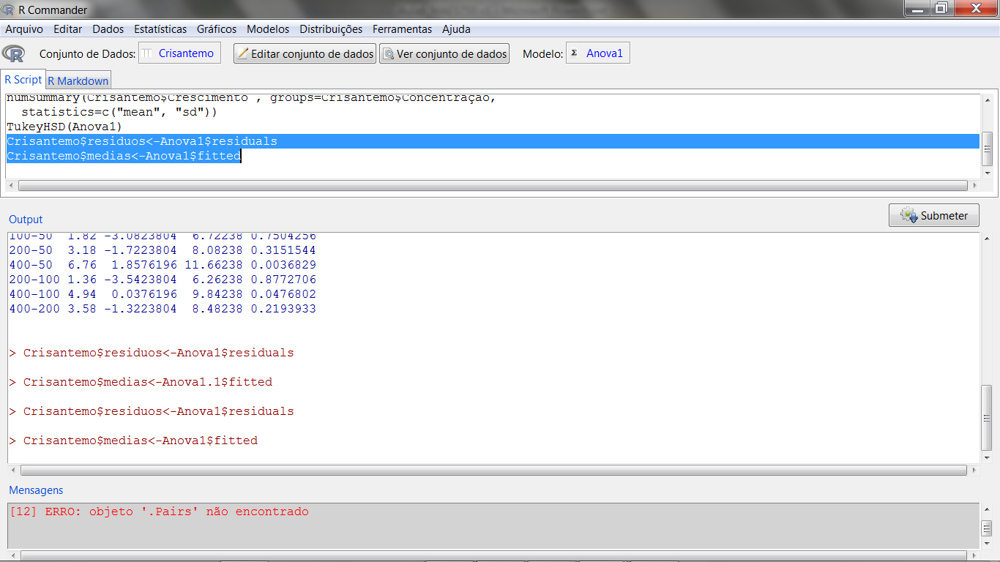 R Commander
Arquivo Editar Dados Estatísticas Gráficos Modelos Distribuições Ferramentas Ajuda
Conjunto de Dados: Crisantemo Editar conjunto de dados Ver conjunto de dados Modelo: Σ Anova1
R Script R Markdown
numSummary(Crisantemo$Crescimento , groups=Crisantemo$Concentração,
statistics=c("mean", "sd"))
TukeyHSD(Anova1)
Crisantemo$residuos<-Anova1$residuals
Crisantemo$medias<-Anova1$fitted
Output
Submeter
100-50 1.82 -3.0823804 6.72238 0.7504256
200-50 3.18 -1.7223804 8.08238 0.3151544
400-50 6.76 1.8576196 11.66238 0.0036829
200-100 1.36 -3.5423804 6.26238 0.8772706
400-100 4.94 0.0376196 9.84238 0.0476802
400-200 3.58 -1.3223804 8.48238 0.2193933
> Crisantemo$residuos<-Anova1$residuals
> Crisantemo$medias<-Anova1.1$fitted
> Crisantemo$residuos<-Anova1$residuals
> Crisantemo$medias<-Anova1$fitted
Mensagens
[12] ERRO: objeto '.Pairs' não encontrado